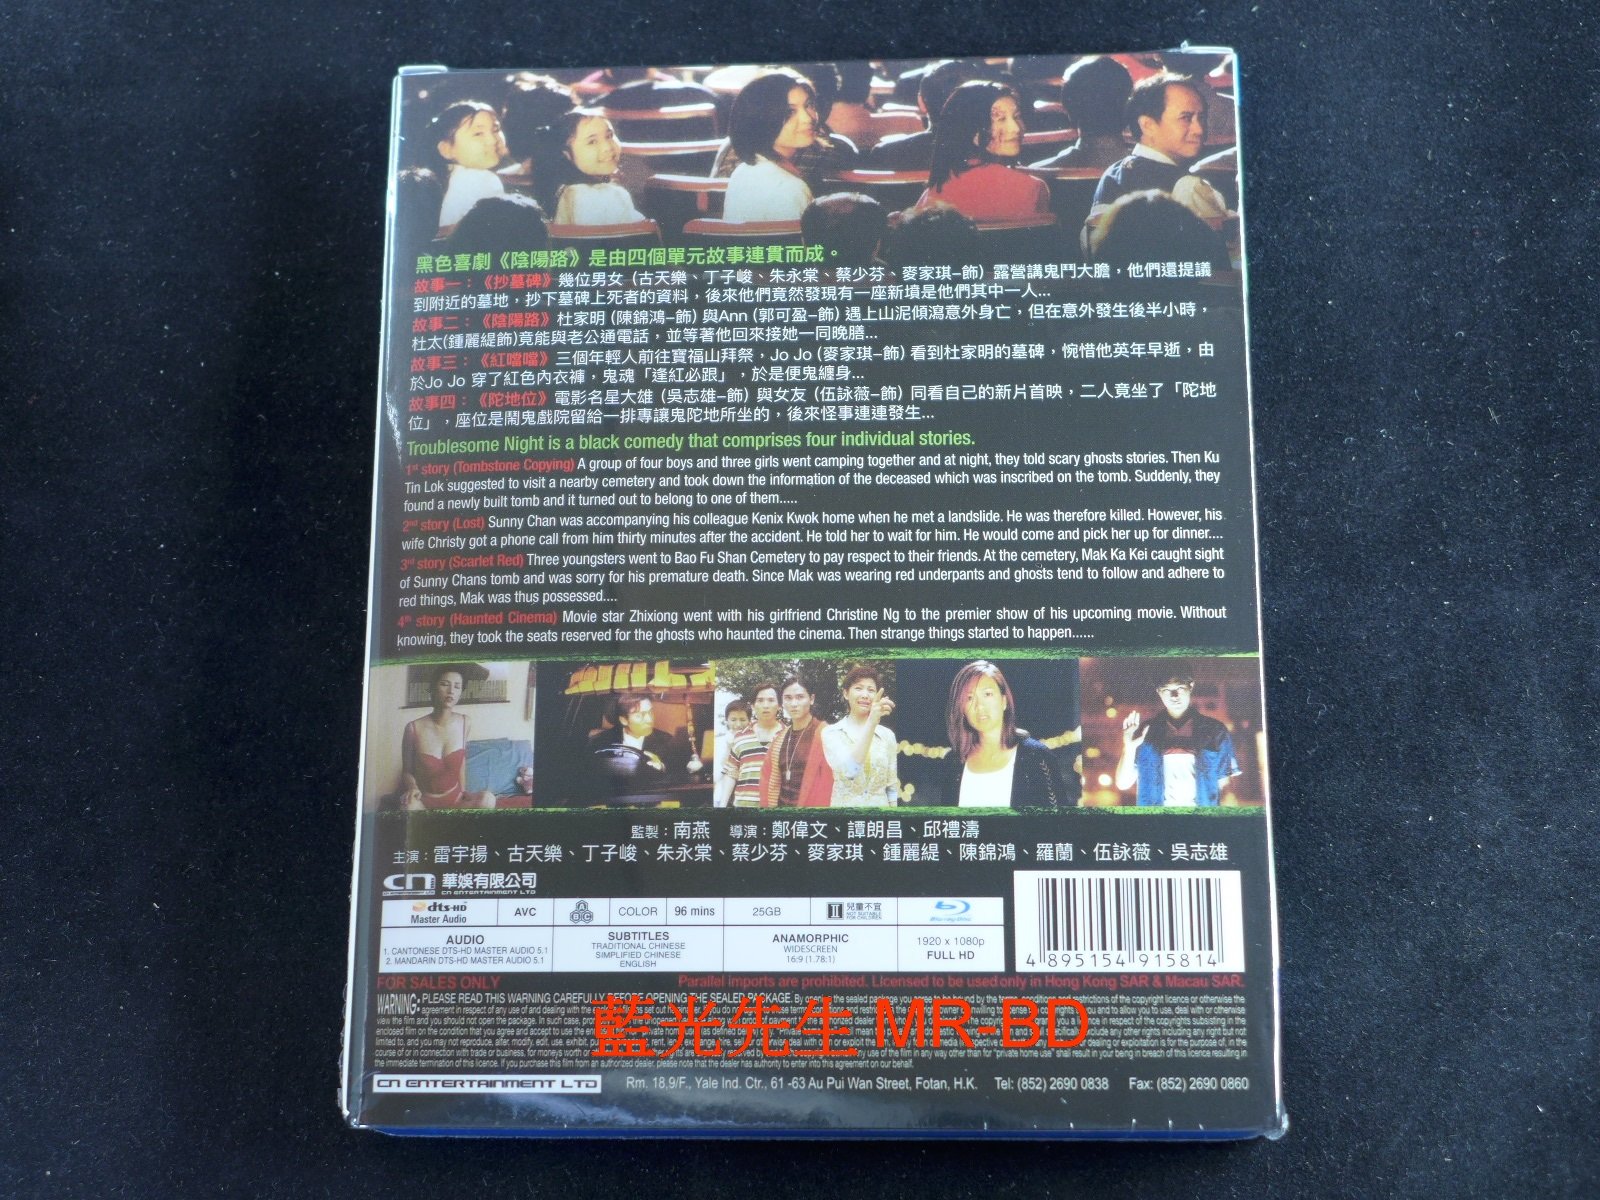 黑色喜劇《陰陽路》是由四個單元故事連貫而成。
故事一：《抄墓碑》幾位男女 (古天樂、丁子峻、朱永棠、蔡少芬、麥家琪-飾) 露營講鬼鬥大膽，他們還提議
到附近的墓地，抄下墓碑上死者的資料，後來他們竟然發現有一座新墳是他們其中一人...
故事二：《陰陽路》杜家明 (陳錦鴻-飾) 與Ann (郭可盈-飾) 遇上山泥傾瀉意外身亡，但在意外發生後半小時，
杜太(鍾麗緹飾)竟能與老公通電話，並等著他回來接她一同晚膳...
故事三：《紅噹噹》三個年輕人前往寶福山拜祭，Jo Jo (麥家琪-飾) 看到杜家明的墓碑，惋惜他英年早逝，由
於Jo Jo 穿了紅色內衣褲，鬼魂「逢紅必跟」，於是便鬼纏身...
故事四：《陀地位》電影名星大雄 (吳志雄-飾) 與女友 (伍詠薇-飾) 同看自己的新片首映，二人竟坐了「陀地
位」，座位是鬧鬼戲院留給一排專讓鬼陀地所坐的，後來怪事連連發生...
Troublesome Night is a black comedy that comprises four individual stories.
1st story (Tombstone Copying) A group of four boys and three girls went camping together and at night, they told scary ghosts stories. Then Ku
Tin Lok suggested to visit a nearby cemetery and took down the information of the deceased which was inscribed on the tomb. Suddenly, they
found a newly built tomb and it turned out to belong to one of them.....
2nd story (Lost) Sunny Chan was accompanying his colleague Kenix Kwok home when he met a landslide. He was therefore killed. However, his
wife Christy got a phone call from him thirty minutes after the accident. He told her to wait for him. He would come and pick her up for dinner....
3rd story (Scarlet Red) Three youngsters went to Bao Fu Shan Cemetery to pay respect to their friends. At the cemetery, Mak Ka Kei caught sight
of Sunny Chans tomb and was sorry for his premature death. Since Mak was wearing red underpants and ghosts tend to follow and adhere to
red things, Mak was thus possessed....
4th story (Haunted Cinema) Movie star Zhixiong went with his girlfriend Christine Ng to the premier show of his upcoming movie. Without
knowing, they took the seats reserved for the ghosts who haunted the cinema. Then strange things started to happen......
監製：南燕 導演：鄭偉文、譚朗昌、邱禮濤
主演：雷宇揚、古天樂、丁子峻、朱永棠、蔡少芬、麥家琪、鍾麗緹、陳錦鴻、羅蘭、伍詠薇、吳志雄
華娛有限公司
CN ENTERTAINMENT LTD
dts-HD Master Audio
AVC
ABC
COLOR
96 mins
25GB
II 兒童不宜 NOT SUITABLE FOR CHILDREN
Blu-ray Disc
AUDIO
1. CANTONESE DTS-HD MASTER AUDIO 5.1
2. MANDARIN DTS-HD MASTER AUDIO 5.1
SUBTITLES
TRADITIONAL CHINESE
SIMPLIFIED CHINESE
ENGLISH
ANAMORPHIC
WIDESCREEN
16:9 (1.78:1)
1920 x 1080p
FULL HD
4 895154 915814
FOR SALES ONLY
Parallel imports are prohibited. Licensed to be used only in Hong Kong SAR & Macau SAR.
WARNING: PLEASE READ THIS WARNING CAREFULLY BEFORE OPENING THE SEALED PACKAGE.
藍光先生 MR-BD
CN ENTERTAINMENT LTD
Rm. 18,9/F., Yale Ind. Ctr., 61 -63 Au Pui Wan Street, Fotan, H.K. Tel: (852) 2690 0838 Fax: (852) 2690 0860